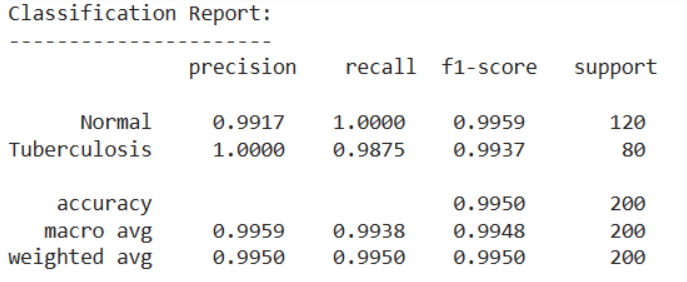 Classification Report:
----------------------
precision recall f1-score support
Normal 0.9917 1.0000 0.9959 120
Tuberculosis 1.0000 0.9875 0.9937 80
accuracy 0.9950 200
macro avg 0.9959 0.9938 0.9948 200
weighted avg 0.9950 0.9950 0.9950 200